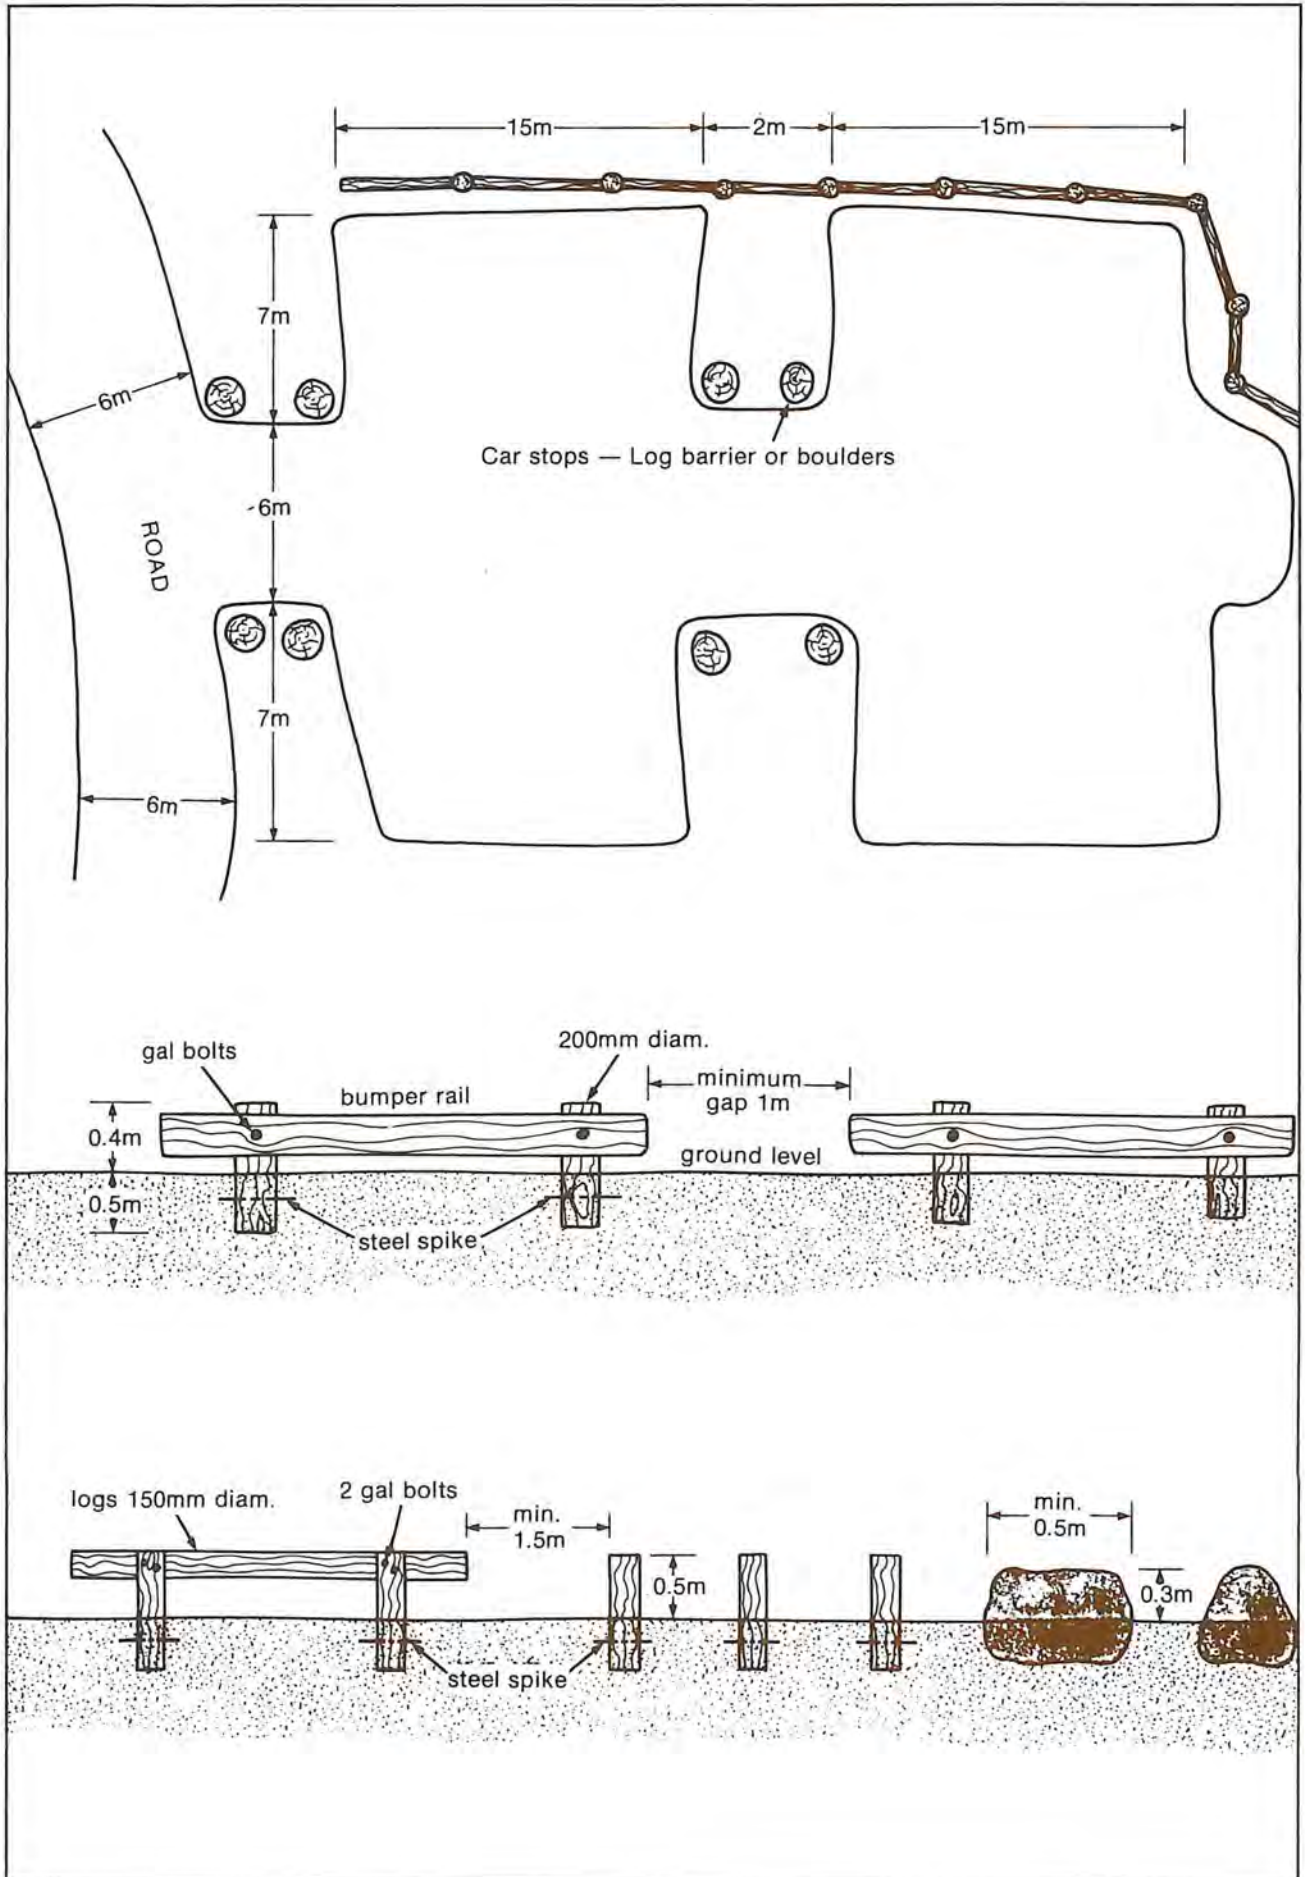 15m
2m
15m
7m
6m
Car stops — Log barrier or boulders
6m
ROAD
7m
6m
gal bolts
200mm diam.
bumper rail
minimum
gap 1m
0.4m
ground level
0.5m
steel spike
logs 150mm diam.
2 gal bolts
min.
1.5m
min.
0.5m
0.5m
0.3m
steel spike